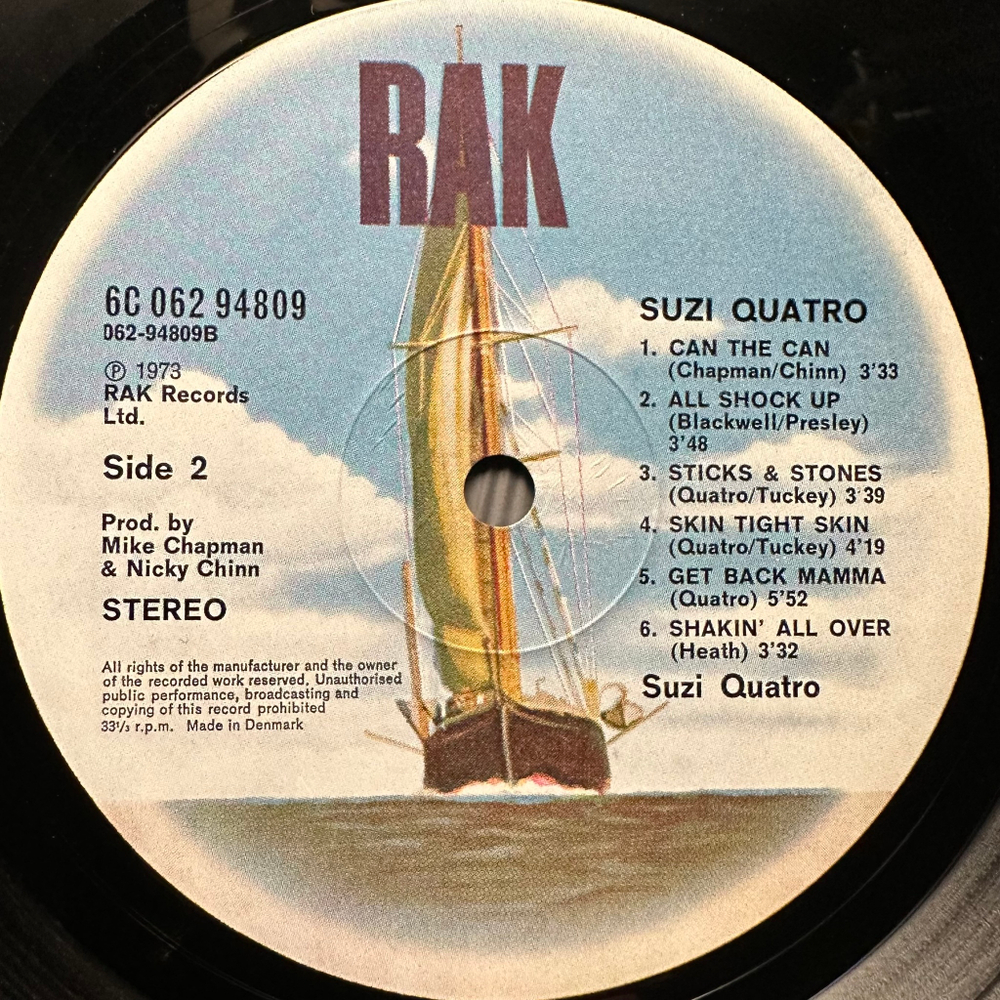 RAK
6C 062 94809
062-94809B
℗ 1973
RAK Records
Ltd.
Side 2
Prod. by
Mike Chapman
& Nicky Chinn
STEREO
All rights of the manufacturer and the owner
of the recorded work reserved. Unauthorised
public performance, broadcasting and
copying of this record prohibited
33⅓ r.p.m. Made in Denmark
SUZI QUATRO
1. CAN THE CAN
(Chapman/Chinn) 3'33
2. ALL SHOCK UP
(Blackwell/Presley)
3'48
3. STICKS & STONES
(Quatro/Tuckey) 3'39
4. SKIN TIGHT SKIN
(Quatro/Tuckey) 4'19
5. GET BACK MAMMA
(Quatro) 5'52
6. SHAKIN' ALL OVER
(Heath) 3'32
Suzi Quatro